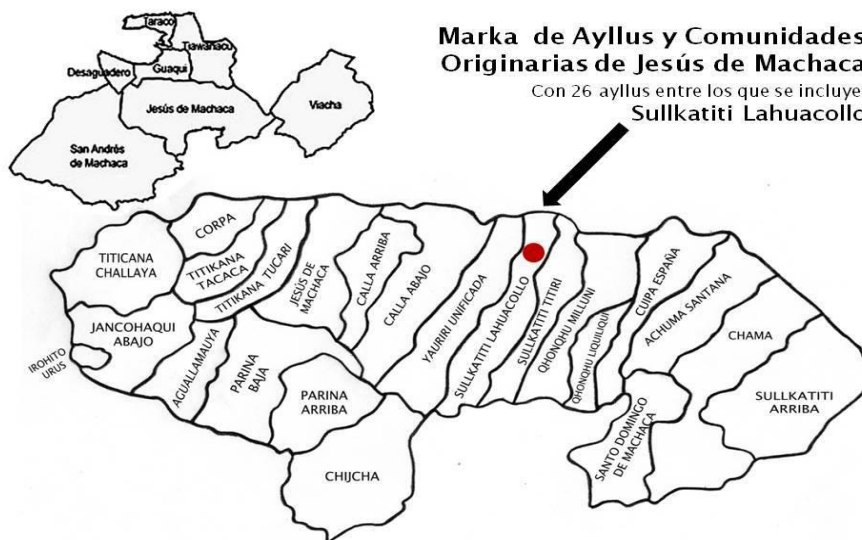 Marka de Ayllus y Comunidades
Originarias de Jesús de Machaca
Con 26 ayllus entre los que se incluye
Sullkatiti Lahuacollo
Taraco
Tiawanacu
Desaguadero
Guaqui
Jesús de Machaca
Viacha
San Andrés
de Machaca
CORPA
TITICANA
CHALLAYA
TITIKANA
TACACA
TITIKANA TUCARI
JESÚS DE
MACHACA
CALLA ARRIBA
CALLA ABAJO
YAURIRI UNIFICADA
SULLKATITI LAHUACOLLO
SULLKATITI TITIRI
QHONQHU MILLUNI
QHONQHU LIQUILIQUI
CUIPA ESPAÑA
ACHUMA SANTANA
CHAMA
SULLKATITI
ARRIBA
JANCOHAQUI
ABAJO
IROHITO
URUS
AGUALLAMAUYA
PARINA
BAJA
PARINA
ARRIBA
CHIJCHA
SANTO DOMINGO
DE MACHACA